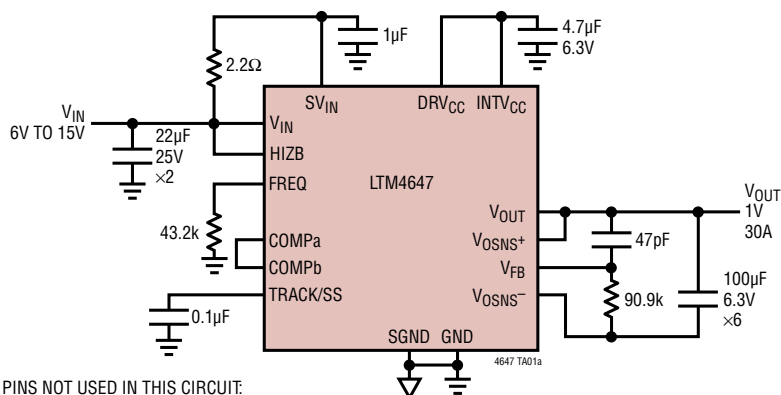 4.7µF
6.3V
1µF
2.2Ω
SVIN
DRVCC
INTVCC
VIN
6V TO 15V
22µF
25V
×2
VIN
HIZB
FREQ
LTM4647
43.2k
COMPa
COMPb
TRACK/SS
0.1µF
VOUT
VOSNS+
VFB
VOSNS–
47pF
90.9k
VOUT
1V
30A
100µF
6.3V
×6
SGND
GND
4647 TA01a
PINS NOT USED IN THIS CIRCUIT: